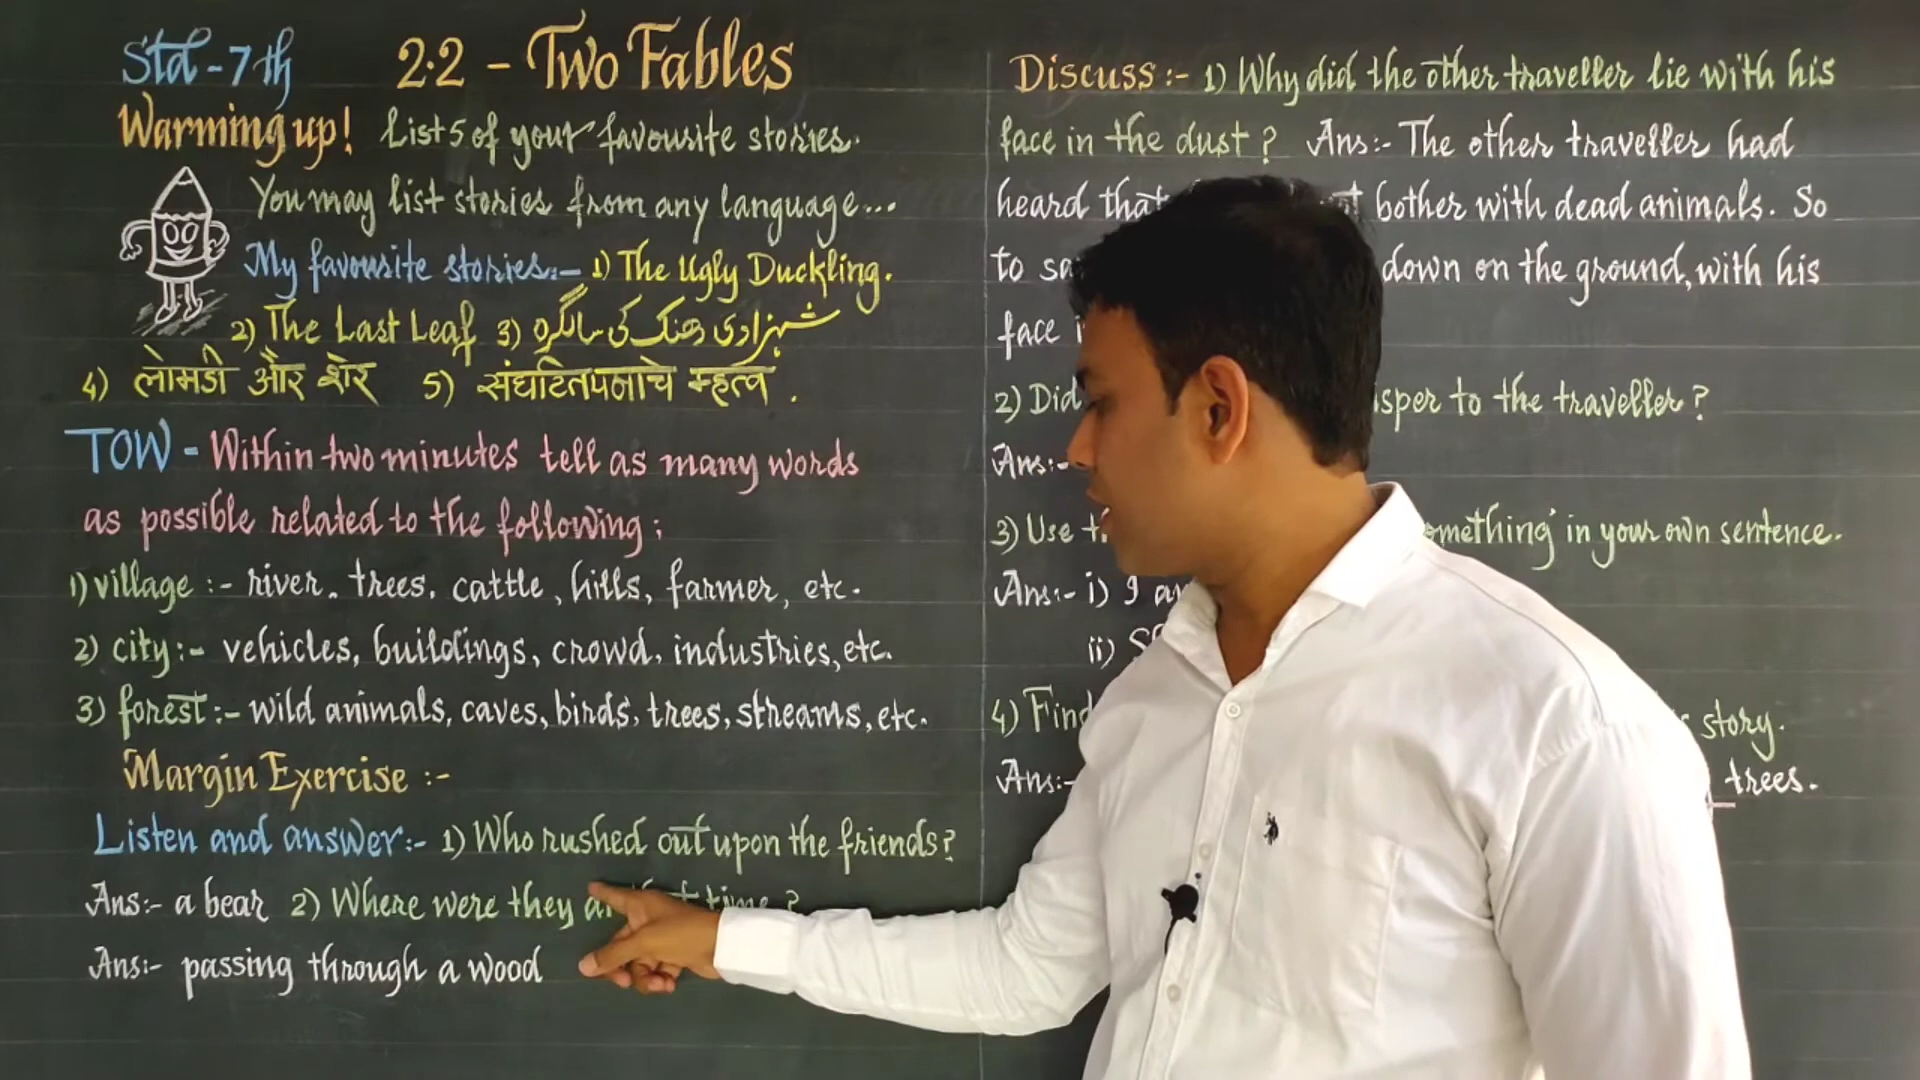 Std - 7th 2.2 - Two Fables
Warming up! List 5 of your favourite stories.
You may list stories from any language...
My favourite stories:- 1) The Ugly Duckling.
2) The Last Leaf 3) شہزادی دھنک کی سالگرہ
4) लोमडी और शेर 5) संघटितपणाचे म्हत्व.
TOW - Within two minutes tell as many words
as possible related to the following:
1) village :- river. trees. cattle, hills, farmer, etc.
2) city:- vehicles, buildings, crowd, industries, etc.
3) forest:- wild animals, caves, birds, trees, streams, etc.
Margin Exercise :-
Listen and answer:- 1) Who rushed out upon the friends?
Ans:- a bear 2) Where were they time?
Ans:- passing through a wood
Discuss :- 1) Why did the other traveller lie with his
face in the dust? Ans:- The other traveller had
heard that bother with dead animals. So
to down on the ground, with his
face
2) Did to the traveller?
Ans:-
3) Use something' in your own sentence.
Ans:- i) I
ii)
4) Find story.
Ans:- trees.